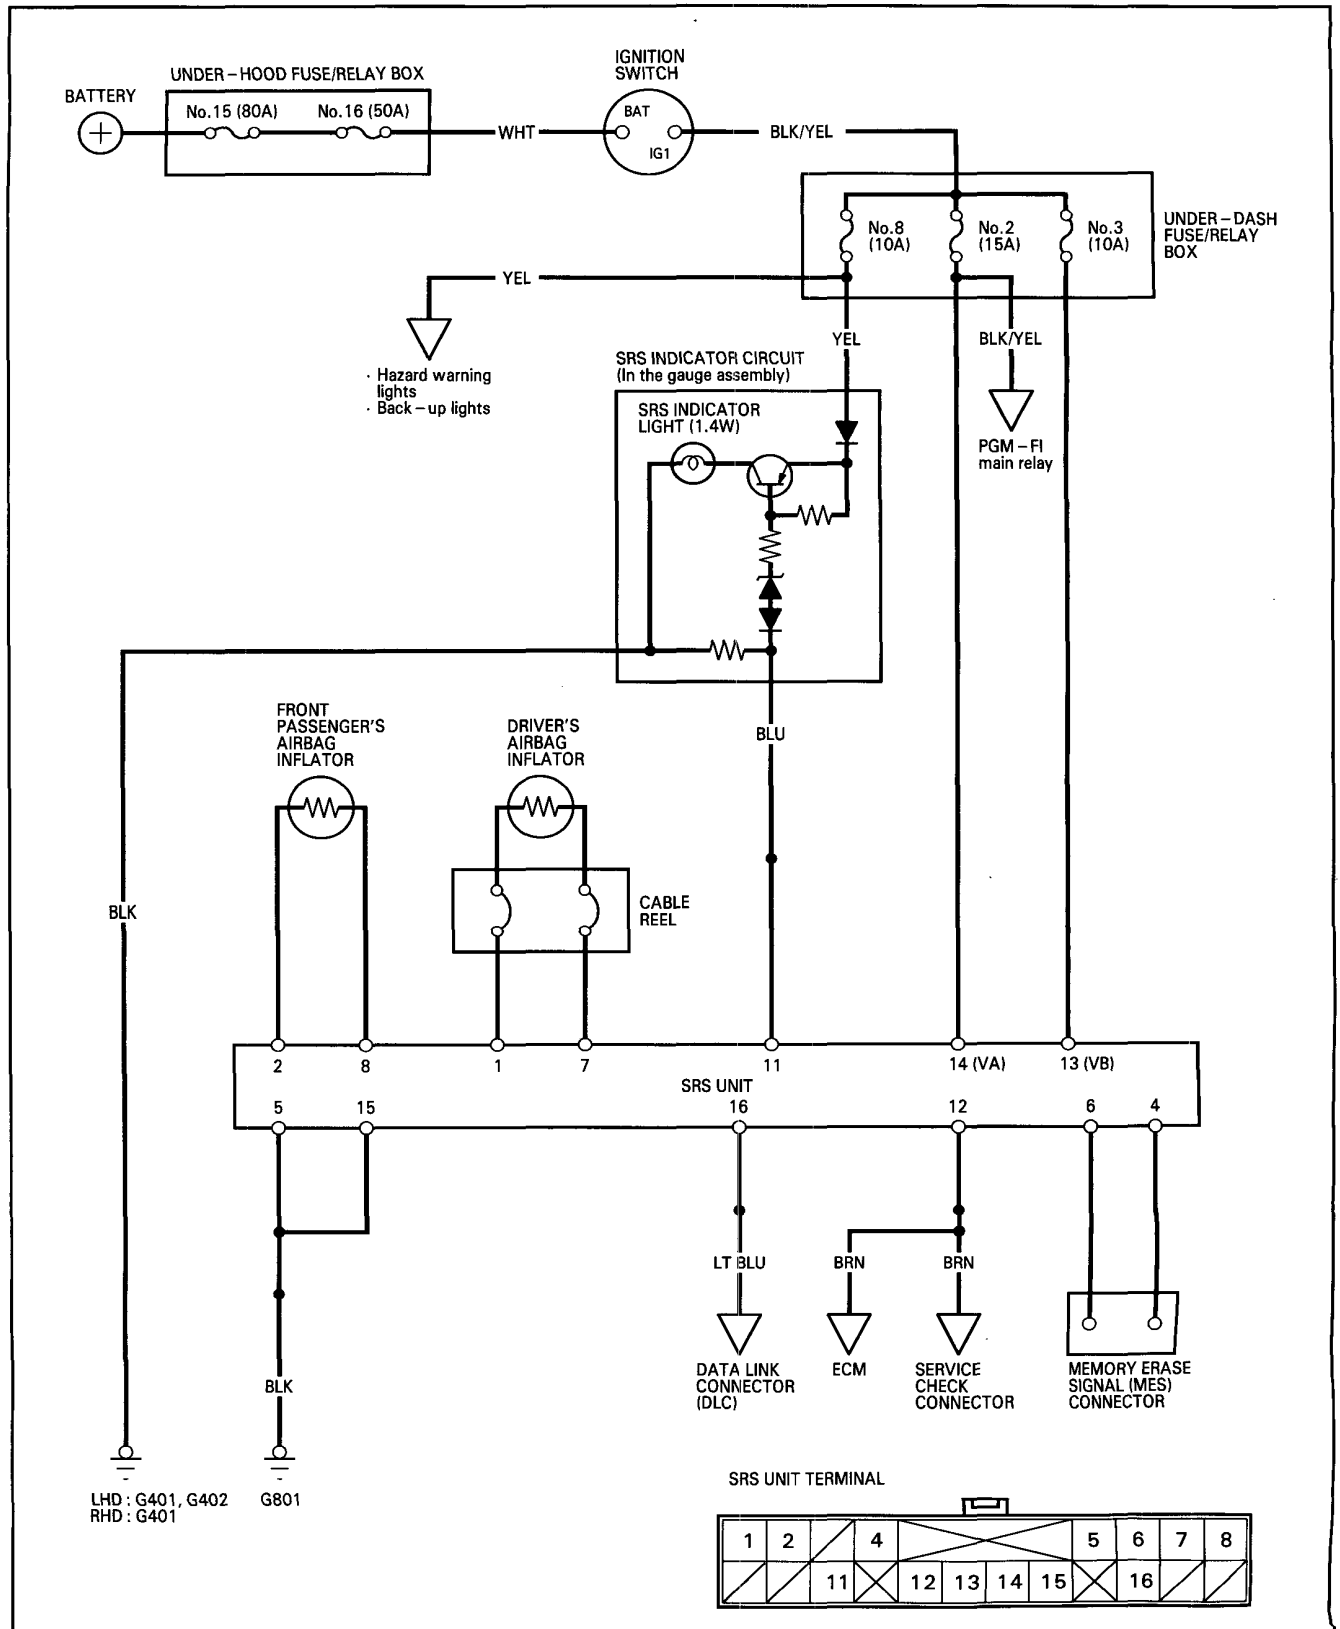 IGNITION
SWITCH
UNDER-HOOD FUSE/RELAY BOX
BATTERY
No.15 (80A)
No.16 (50A)
BAT
IG1
WHT
BLK/YEL
No.8
(10A)
No.2
(15A)
No.3
(10A)
UNDER-DASH
FUSE/RELAY
BOX
YEL
YEL
BLK/YEL
· Hazard warning
lights
· Back-up lights
SRS INDICATOR CIRCUIT
(In the gauge assembly)
SRS INDICATOR
LIGHT (1.4W)
PGM-FI
main relay
FRONT
PASSENGER'S
AIRBAG
INFLATOR
DRIVER'S
AIRBAG
INFLATOR
BLU
BLK
CABLE
REEL
2
8
1
7
11
14 (VA)
13 (VB)
SRS UNIT
5
15
16
12
6
4
LT BLU
BRN
BRN
DATA LINK
CONNECTOR
(DLC)
ECM
SERVICE
CHECK
CONNECTOR
MEMORY ERASE
SIGNAL (MES)
CONNECTOR
BLK
LHD : G401, G402
RHD : G401
G801
SRS UNIT TERMINAL
1 2 4 5 6 7 8
11 12 13 14 15 16